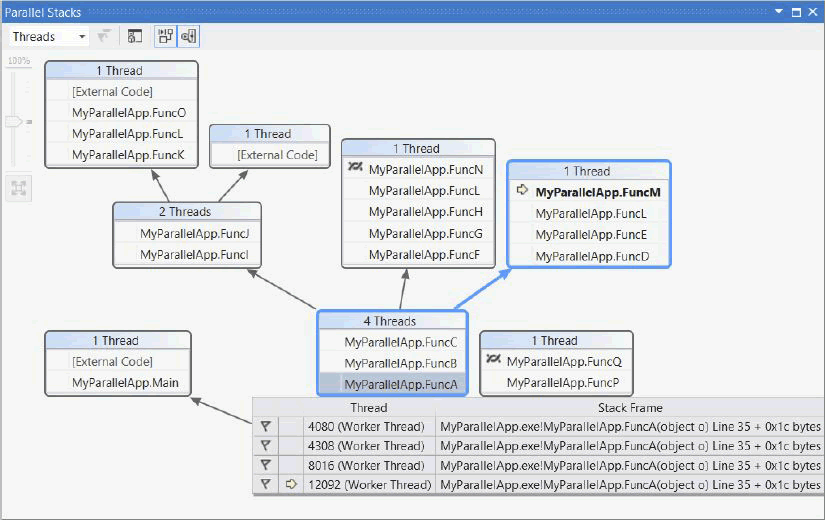 Parallel Stacks
Threads
100%
1 Thread
[External Code]
MyParallelApp.FuncO
MyParallelApp.FuncL
MyParallelApp.FuncK
1 Thread
[External Code]
1 Thread
MyParallelApp.FuncN
MyParallelApp.FuncL
MyParallelApp.FuncH
MyParallelApp.FuncG
MyParallelApp.FuncF
1 Thread
MyParallelApp.FuncM
MyParallelApp.FuncL
MyParallelApp.FuncE
MyParallelApp.FuncD
2 Threads
MyParallelApp.FuncJ
MyParallelApp.FuncI
4 Threads
MyParallelApp.FuncC
MyParallelApp.FuncB
MyParallelApp.FuncA
1 Thread
[External Code]
MyParallelApp.Main
1 Thread
MyParallelApp.FuncQ
MyParallelApp.FuncP
Thread Stack Frame
4080 (Worker Thread) MyParallelApp.exe!MyParallelApp.FuncA(object o) Line 35 + 0x1c bytes
4308 (Worker Thread) MyParallelApp.exe!MyParallelApp.FuncA(object o) Line 35 + 0x1c bytes
8016 (Worker Thread) MyParallelApp.exe!MyParallelApp.FuncA(object o) Line 35 + 0x1c bytes
12092 (Worker Thread) MyParallelApp.exe!MyParallelApp.FuncA(object o) Line 35 + 0x1c bytes